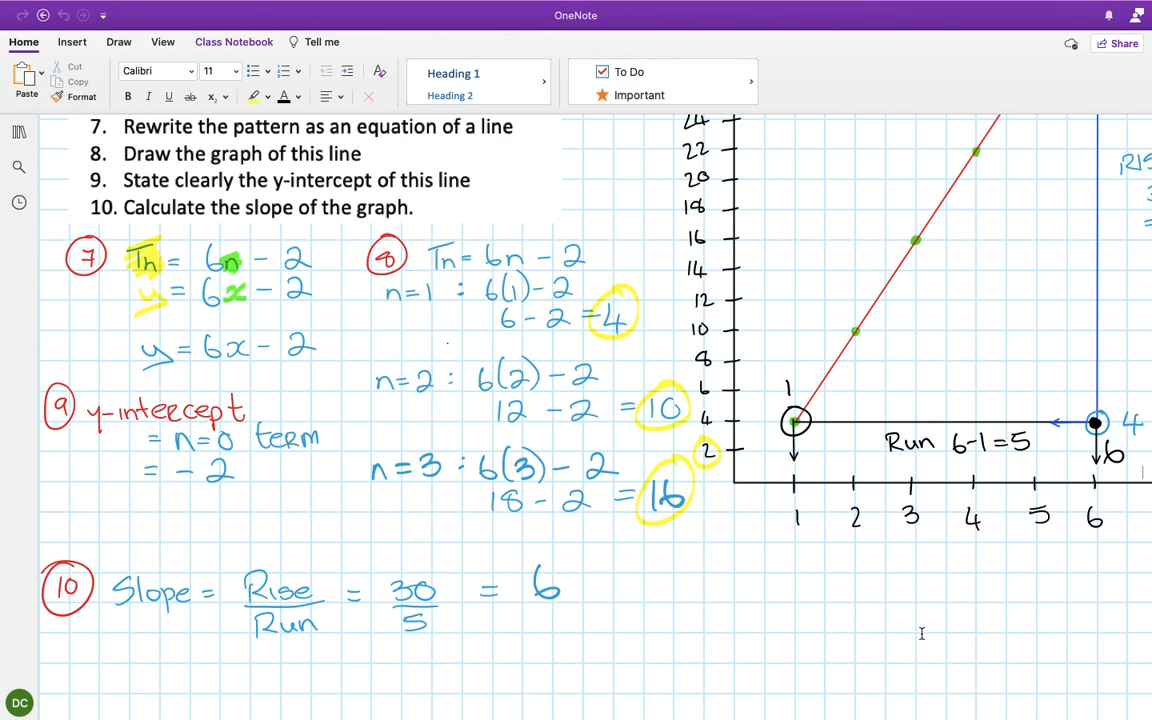 OneNote
Home Insert Draw View Class Notebook Tell me Share
Paste Cut Copy Format Calibri 11 Heading 1 Heading 2 To Do Important
7. Rewrite the pattern as an equation of a line
8. Draw the graph of this line
9. State clearly the y-intercept of this line
10. Calculate the slope of the graph.
7 Tn = 6n - 2
y = 6x - 2
y = 6x - 2
8 Tn = 6n - 2
n=1 : 6(1) - 2
6 - 2 = 4
n=2 : 6(2) - 2
12 - 2 = 10
n=3 : 6(3) - 2
18 - 2 = 16
9 y-intercept
= n=0 term
= -2
10 Slope = Rise/Run = 30/5 = 6
24
22
20
18
16
14
12
10
8
6
4
2
1
Run 6-1=5
4
6
1 2 3 4 5 6
DC